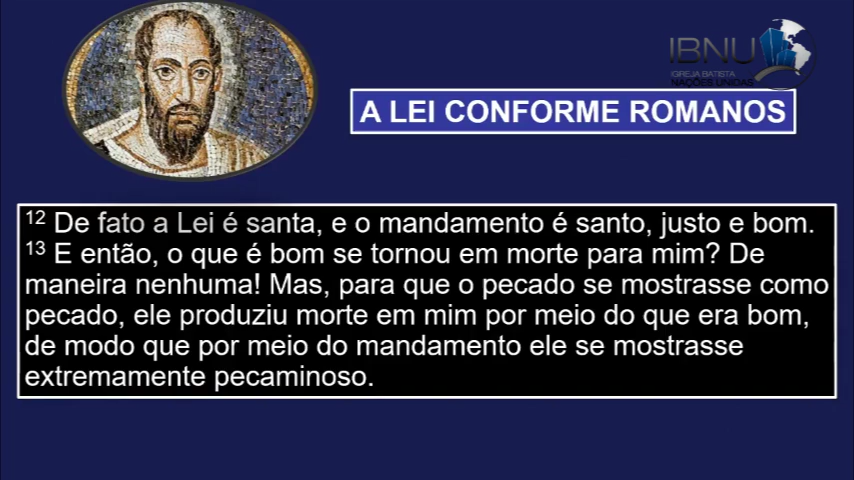 IBNU
IGREJA BATISTA
NAÇÕES UNIDAS
A LEI CONFORME ROMANOS
12 De fato a Lei é santa, e o mandamento é santo, justo e bom.
13 E então, o que é bom se tornou em morte para mim? De
maneira nenhuma! Mas, para que o pecado se mostrasse como
pecado, ele produziu morte em mim por meio do que era bom,
de modo que por meio do mandamento ele se mostrasse
extremamente pecaminoso.